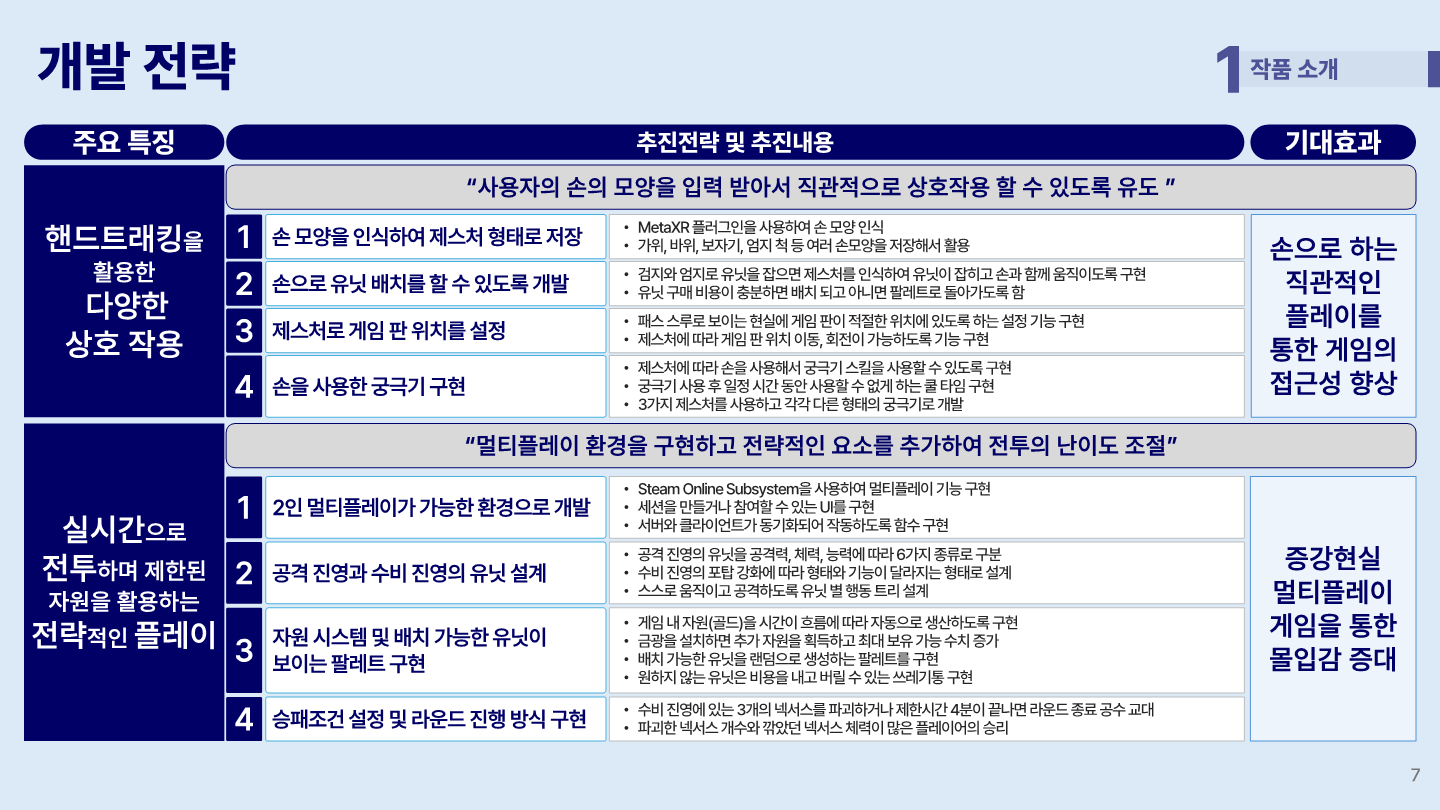 개발 전략
1 작품 소개
주요 특징
추진전략 및 추진내용
기대효과
핸드트래킹을
활용한
다양한
상호 작용
“사용자의 손의 모양을 입력 받아서 직관적으로 상호작용 할 수 있도록 유도 ”
1
손 모양을 인식하여 제스처 형태로 저장
• MetaXR 플러그인을 사용하여 손 모양 인식
• 가위, 바위, 보자기, 엄지 척 등 여러 손모양을 저장해서 활용
2
손으로 유닛 배치를 할 수 있도록 개발
• 검지와 엄지로 유닛을 잡으면 제스처를 인식하여 유닛이 잡히고 손과 함께 움직이도록 구현
• 유닛 구매 비용이 충분하면 배치 되고 아니면 팔레트로 돌아가도록 함
3
제스처로 게임 판 위치를 설정
• 패스 스루로 보이는 현실에 게임 판이 적절한 위치에 있도록 하는 설정 기능 구현
• 제스처에 따라 게임 판 위치 이동, 회전이 가능하도록 기능 구현
4
손을 사용한 궁극기 구현
• 제스처에 따라 손을 사용해서 궁극기 스킬을 사용할 수 있도록 구현
• 궁극기 사용 후 일정 시간 동안 사용할 수 없게 하는 쿨 타임 구현
• 3가지 제스처를 사용하고 각각 다른 형태의 궁극기로 개발
손으로 하는
직관적인
플레이를
통한 게임의
접근성 향상
실시간으로
전투하며 제한된
자원을 활용하는
전략적인 플레이
“멀티플레이 환경을 구현하고 전략적인 요소를 추가하여 전투의 난이도 조절”
1
2인 멀티플레이가 가능한 환경으로 개발
• Steam Online Subsystem을 사용하여 멀티플레이 기능 구현
• 세션을 만들거나 참여할 수 있는 UI를 구현
• 서버와 클라이언트가 동기화되어 작동하도록 함수 구현
2
공격 진영과 수비 진영의 유닛 설계
• 공격 진영의 유닛을 공격력, 체력, 능력에 따라 6가지 종류로 구분
• 수비 진영의 포탑 강화에 따라 형태와 기능이 달라지는 형태로 설계
• 스스로 움직이고 공격하도록 유닛 별 행동 트리 설계
3
자원 시스템 및 배치 가능한 유닛이
보이는 팔레트 구현
• 게임 내 자원(골드)을 시간이 흐름에 따라 자동으로 생산하도록 구현
• 금광을 설치하면 추가 자원을 획득하고 최대 보유 가능 수치 증가
• 배치 가능한 유닛을 랜덤으로 생성하는 팔레트를 구현
• 원하지 않는 유닛은 비용을 내고 버릴 수 있는 쓰레기통 구현
4
승패조건 설정 및 라운드 진행 방식 구현
• 수비 진영에 있는 3개의 넥서스를 파괴하거나 제한시간 4분이 끝나면 라운드 종료 공수 교대
• 파괴한 넥서스 개수와 깎았던 넥서스 체력이 많은 플레이어의 승리
증강현실
멀티플레이
게임을 통한
몰입감 증대
7